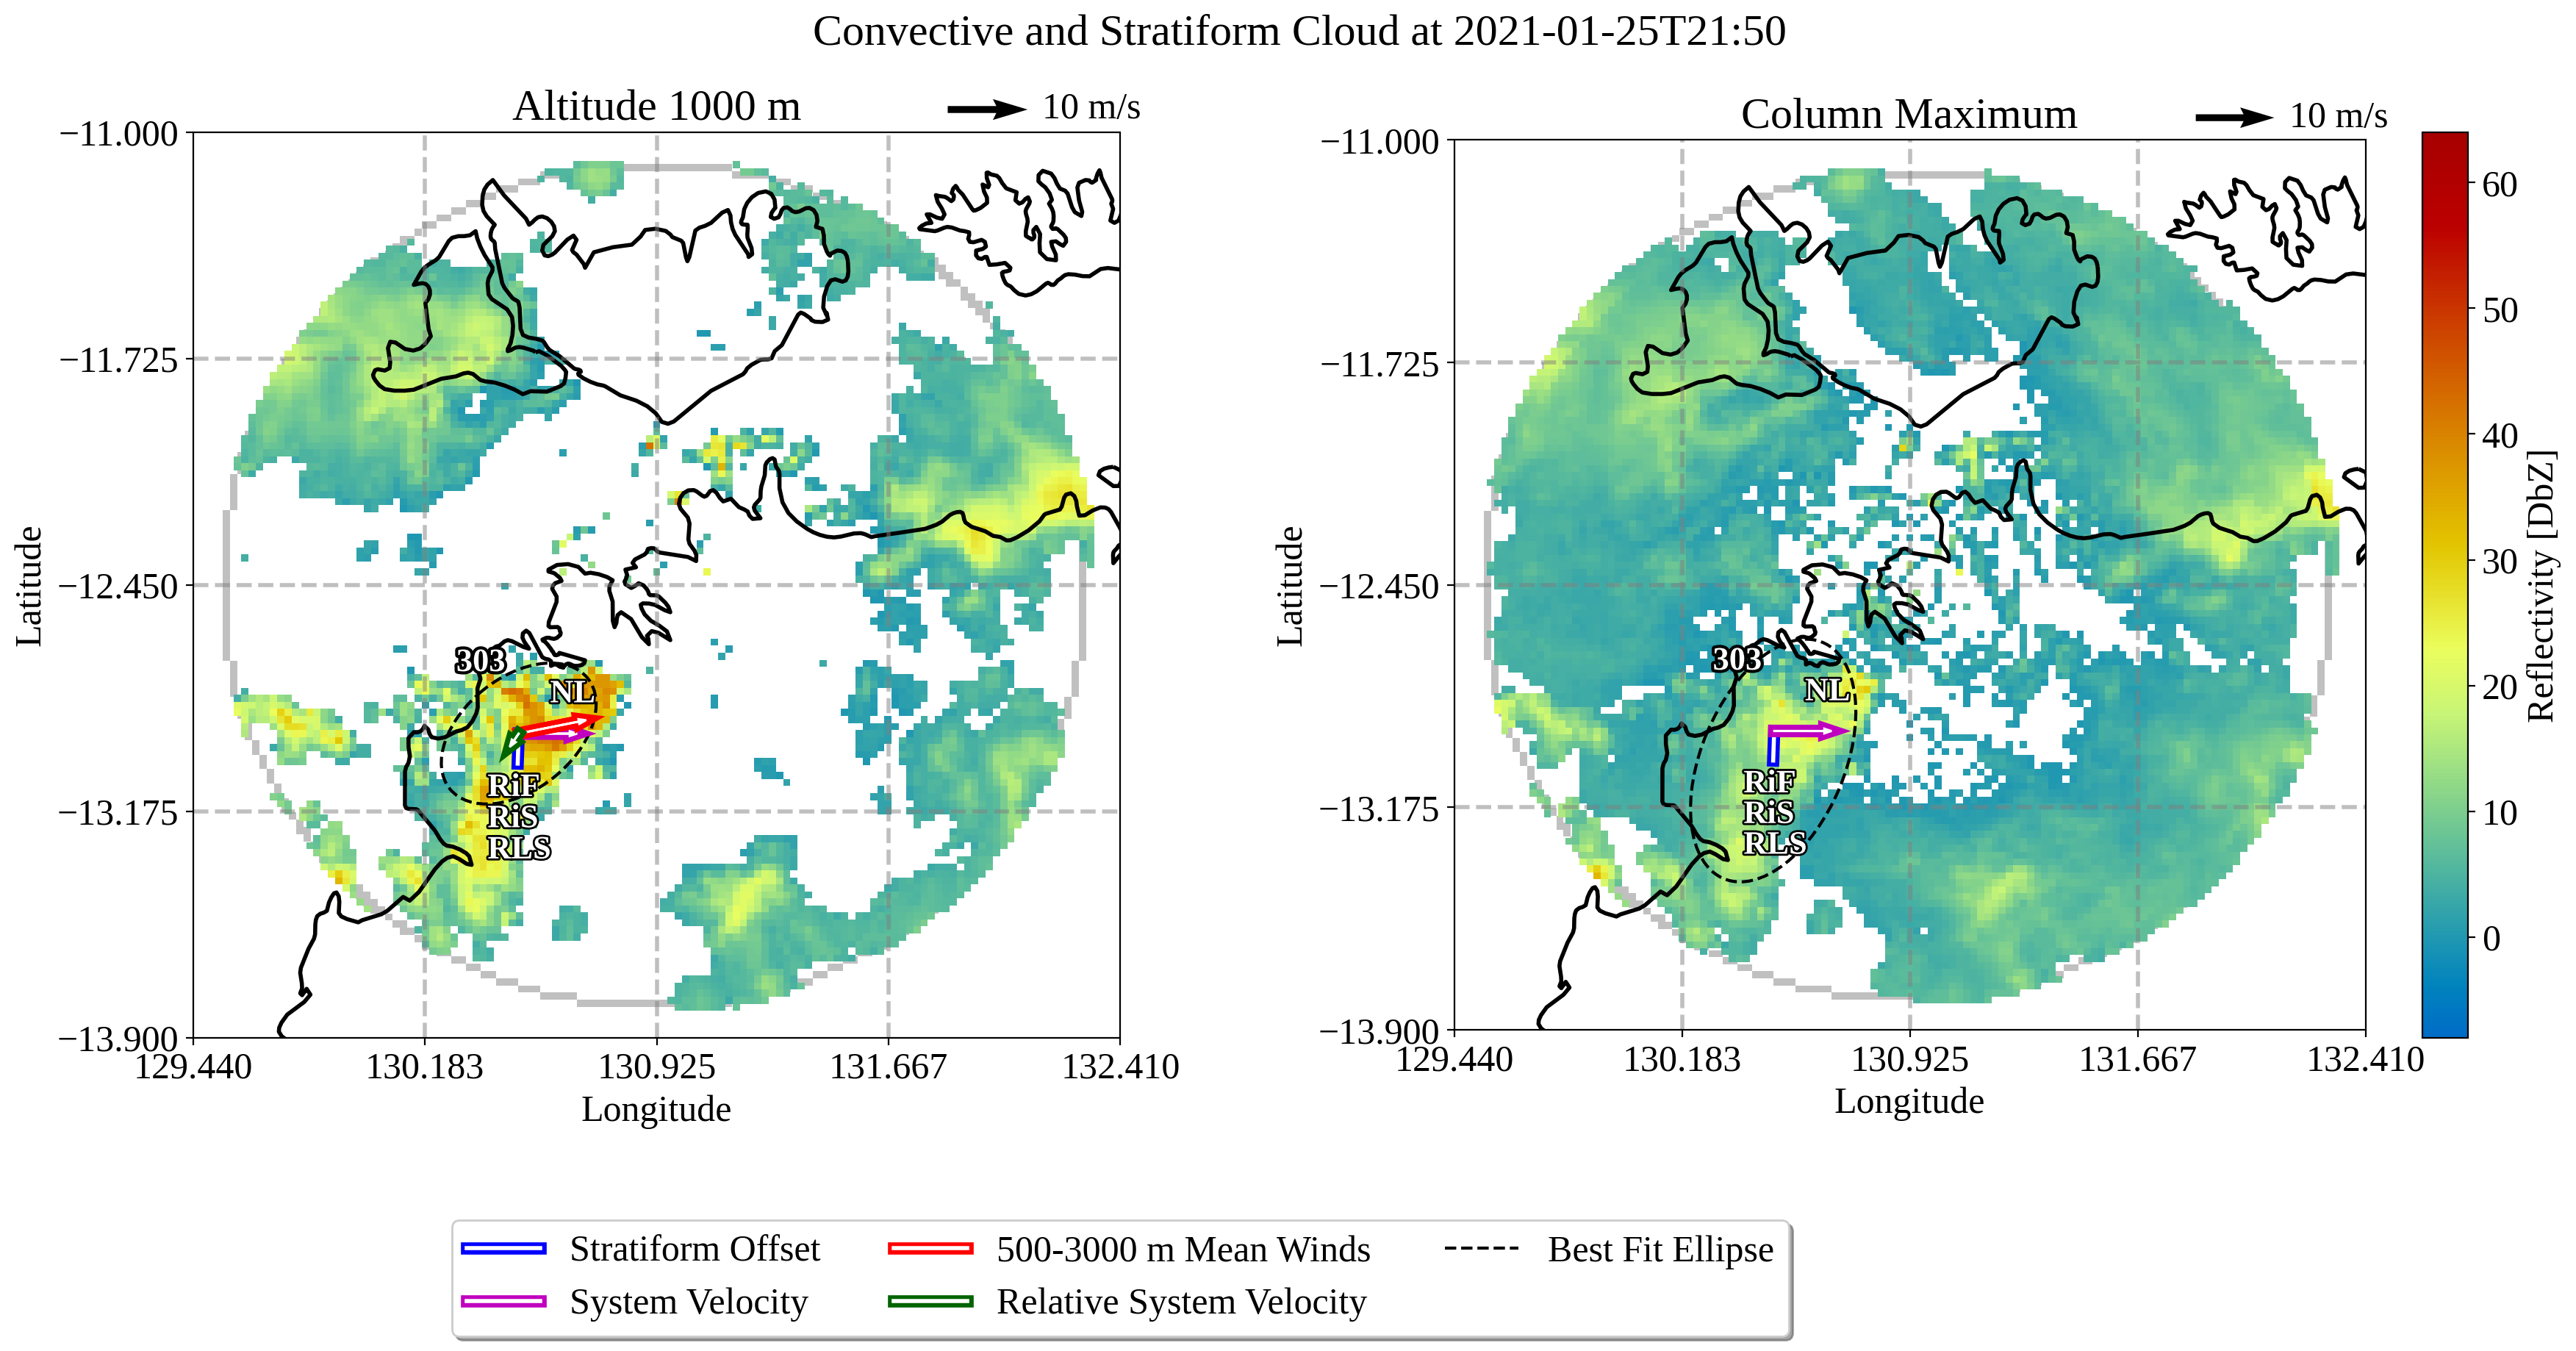 Convective and Stratiform Cloud at 2021-01-25T21:50
Altitude 1000 m
10 m/s
−11.000
−11.725
−12.450
−13.175
−13.900
Latitude
129.440
130.183
130.925
131.667
132.410
Longitude
303
NL
RiF
RiS
RLS
Column Maximum
10 m/s
−11.000
−11.725
−12.450
−13.175
−13.900
Latitude
129.440
130.183
130.925
131.667
132.410
Longitude
303
NL
RiF
RiS
RLS
60
50
40
30
20
10
0
Reflectivity [DbZ]
Stratiform Offset
System Velocity
500-3000 m Mean Winds
Relative System Velocity
Best Fit Ellipse